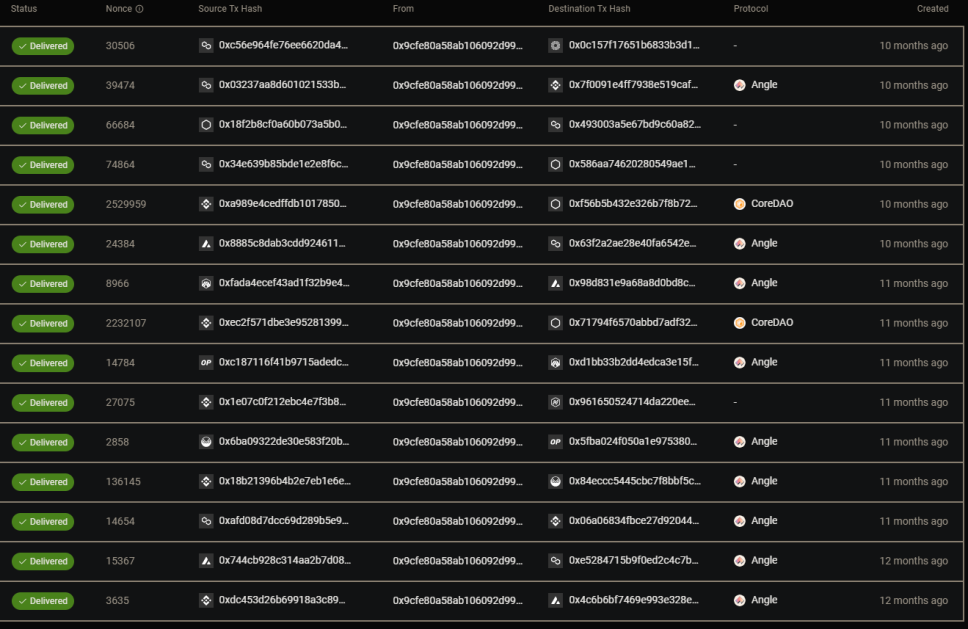 Status Nonce Source Tx Hash From Destination Tx Hash Protocol Created
Delivered 30506 0xc56e964fe76ee6620da4... 0x9cfe80a58ab106092d99... 0x0c157f17651b6833b3d1... - 10 months ago
Delivered 39474 0x03237aa8d601021533b... 0x9cfe80a58ab106092d99... 0x7f0091e4ff7938e519caf... Angle 10 months ago
Delivered 66684 0x18f2b8cf0a60b073a5b0... 0x9cfe80a58ab106092d99... 0x493003a5e67bd9c60a82... - 10 months ago
Delivered 74864 0x34e639b85bde1e2e8f6c... 0x9cfe80a58ab106092d99... 0x586aa74620280549ae1... - 10 months ago
Delivered 2529959 0xa989e4cedffdb1017850... 0x9cfe80a58ab106092d99... 0xf56b5b432e326b7f8b72... CoreDAO 10 months ago
Delivered 24384 0x8885c8dab3cdd924611... 0x9cfe80a58ab106092d99... 0x63f2a2ae28e40fa6542e... Angle 10 months ago
Delivered 8966 0xfada4ecef43ad1f32b9e4... 0x9cfe80a58ab106092d99... 0x98d831e9a68a8d0bd8c... Angle 11 months ago
Delivered 2232107 0xec2f571dbe3e95281399... 0x9cfe80a58ab106092d99... 0x71794f6570abbd7adf32... CoreDAO 11 months ago
Delivered 14784 OP 0xc187116f41b9715adedc... 0x9cfe80a58ab106092d99... 0xd1bb33b2dd4edca3e15f... Angle 11 months ago
Delivered 27075 0x1e07c0f212ebc4e7f3b8... 0x9cfe80a58ab106092d99... 0x961650524714da220ee... - 11 months ago
Delivered 2858 0x6ba09322de30e583f20b... 0x9cfe80a58ab106092d99... OP 0x5fba024f050a1e975380... Angle 11 months ago
Delivered 136145 0x18b21396b4b2e7eb1e6e... 0x9cfe80a58ab106092d99... 0x84eccc5445cbc7f8bbf5c... Angle 11 months ago
Delivered 14654 0xafd08d7dcc69d289b5e9... 0x9cfe80a58ab106092d99... 0x06a06834fbce27d92044... Angle 11 months ago
Delivered 15367 0x744cb928c314aa2b7d08... 0x9cfe80a58ab106092d99... 0xe5284715b9f0ed2c4c7b... Angle 12 months ago
Delivered 3635 0xdc453d26b69918a3c89... 0x9cfe80a58ab106092d99... 0x4c6b6bf7469e993e328e... Angle 12 months ago